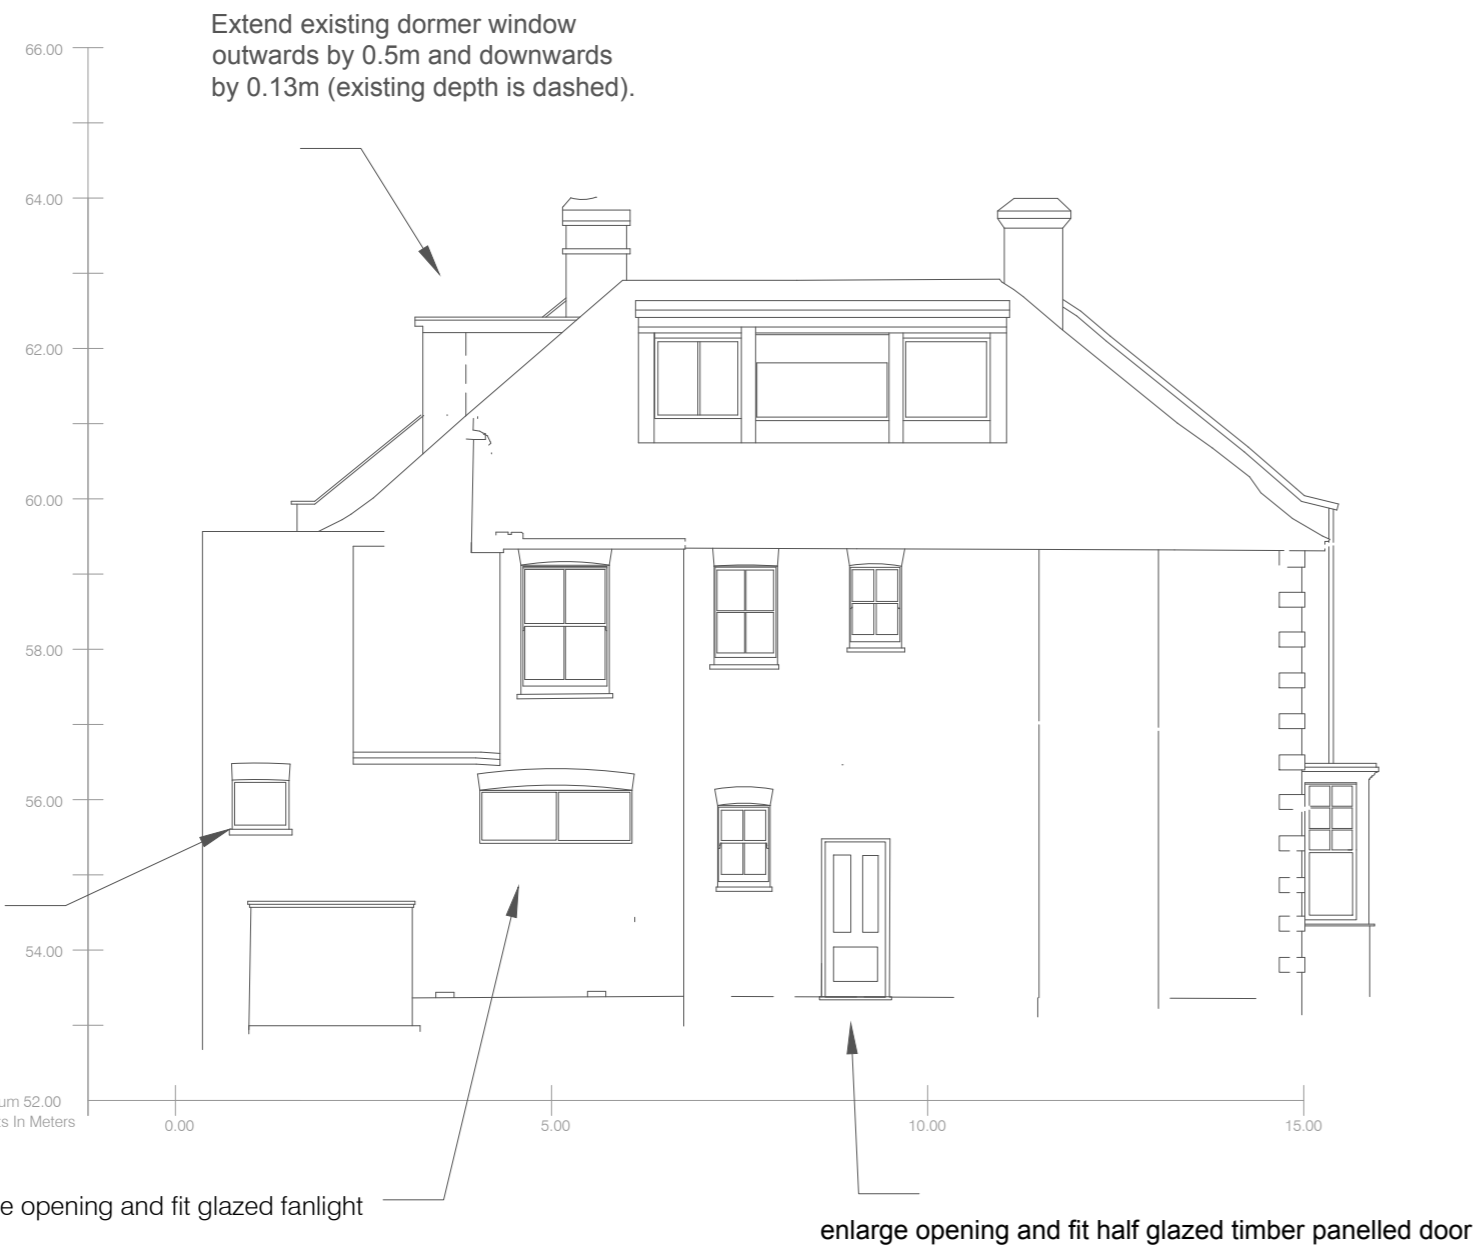 Extend existing dormer window
outwards by 0.5m and downwards
by 0.13m (existing depth is dashed).
66.00
64.00
62.00
60.00
58.00
56.00
54.00
um 52.00
s In Meters
0.00
5.00
10.00
15.00
e opening and fit glazed fanlight
enlarge opening and fit half glazed timber panelled door